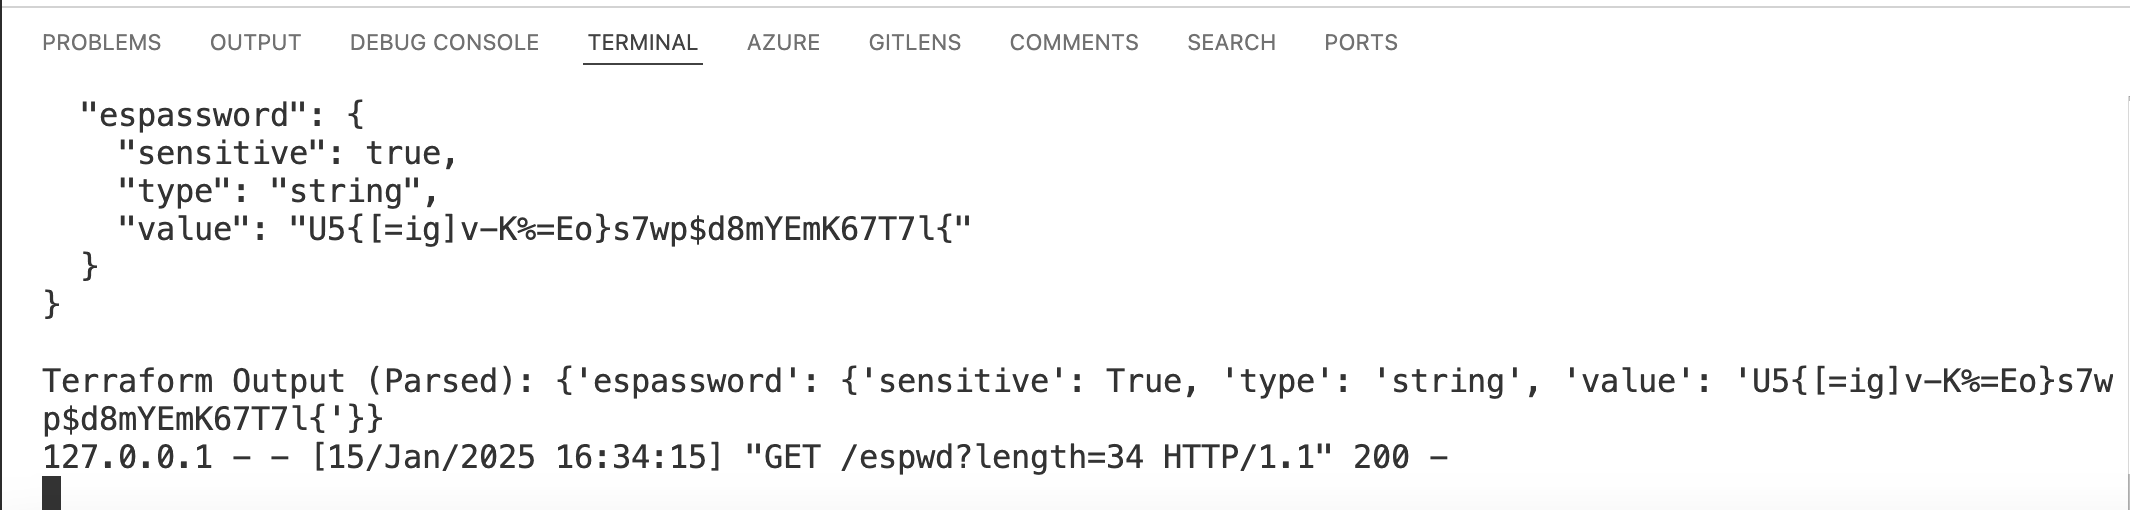 PROBLEMS OUTPUT DEBUG CONSOLE TERMINAL AZURE GITLENS COMMENTS SEARCH PORTS
"espassword": {
"sensitive": true,
"type": "string",
"value": "U5{[=ig]v-K%=Eo}s7wp$d8mYEmK67T7l{"
}
}
Terraform Output (Parsed): {'espassword': {'sensitive': True, 'type': 'string', 'value': 'U5{[=ig]v-K%=Eo}s7w
p$d8mYEmK67T7l{'}}
127.0.0.1 - - [15/Jan/2025 16:34:15] "GET /espwd?length=34 HTTP/1.1" 200 -